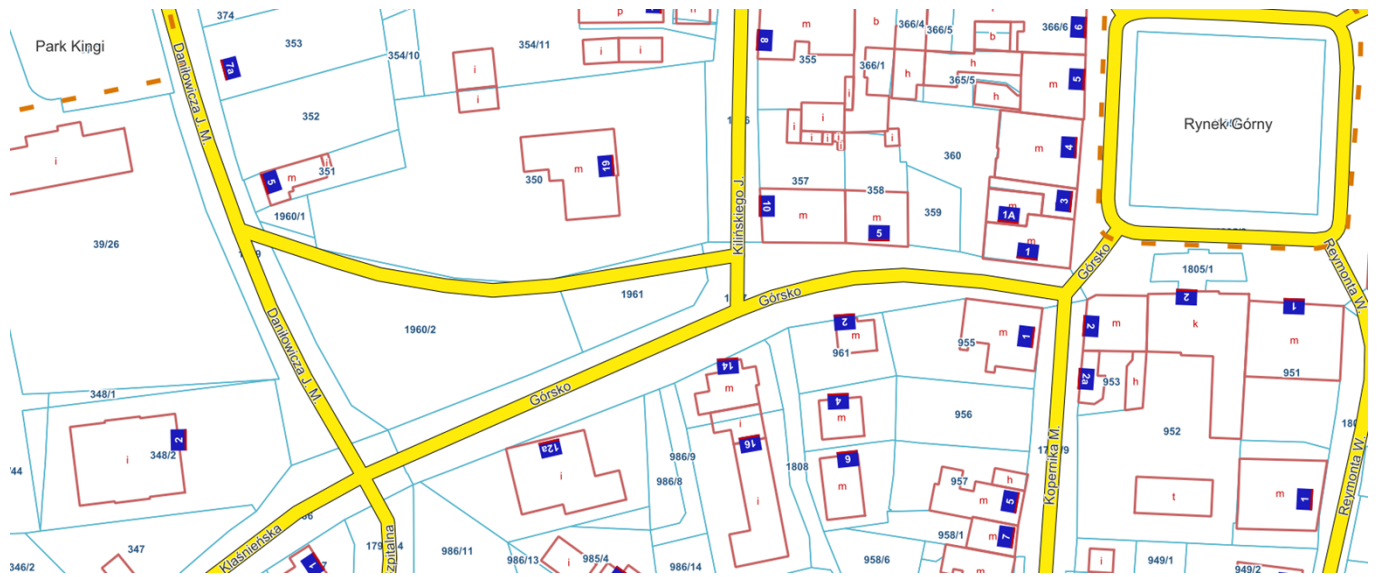 374
p
n
m
b
366/4
366/5
366/6
6
Park Kingi
353
7a
354/10
354/11
i
i
i
i
8
355
366/1
b
h
h
365/5
h
5
m
Daniłowicza J. M.
352
i
i
i
i
i
360
m
4
Rynek Górny
i
5
m
351
350
m
19
357
358
359
m
3
1A
10
m
m
5
m
1
1960/1
Kilińskiego J.
39/26
1961
Górsko
Górsko
1805/1
Reymonta W.
1960/2
Daniłowicza J. M.
2
961
m
955
m
1
2
m
2
k
1
m
951
348/1
Górsko
14
m
2a
953
h
4
m
956
952
i
348/2
2
12a
i
i
16
i
986/9
986/8
1808
6
m
Kopernika M.
957
h
m
5
t
m
1
Reymonta W.
Klaśnieńska
347
346/2
986/11
986/13
985/4
i
986/14
958/6
958/1
m
7
m
i
949/1
949/2